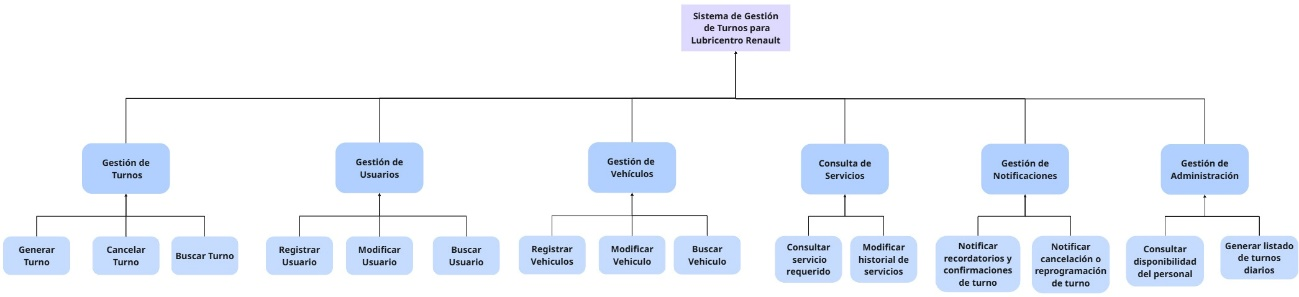 Sistema de Gestión
de Turnos para
Lubricentro Renault
Gestión de
Turnos
Gestión de
Usuarios
Gestión de
Vehículos
Consulta de
Servicios
Gestión de
Notificaciones
Gestión de
Administración
Generar
Turno
Cancelar
Turno
Buscar Turno
Registrar
Usuario
Modificar
Usuario
Buscar
Usuario
Registrar
Vehiculos
Modificar
Vehiculo
Buscar
Vehiculo
Consultar
servicio
requerido
Modificar
historial de
servicios
Notificar
recordatorios y
confirmaciones
de turno
Notificar
cancelación o
reprogramación
de turno
Consultar
disponibilidad
del personal
Generar listado
de turnos
diarios